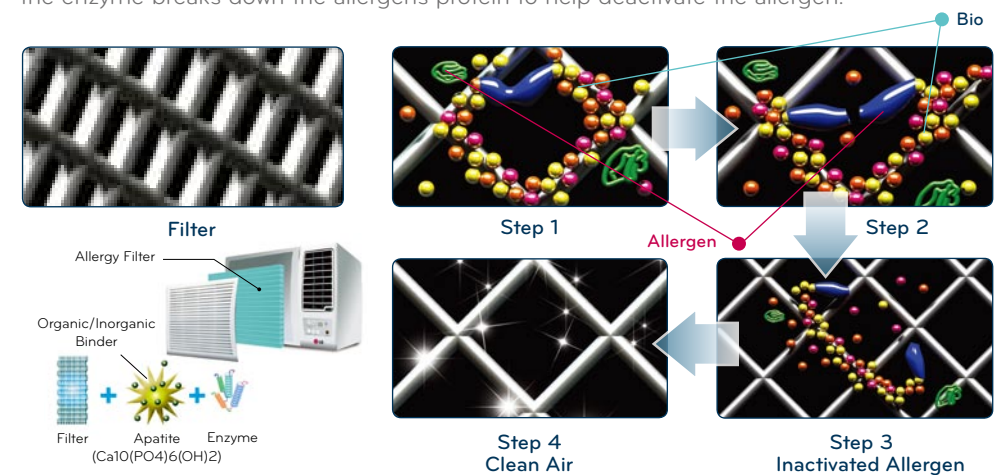 the enzyme breaks down the allergens protein to help deactivate the allergen.
Bio
Filter
Step 1
Step 2
Allergen
Allergy Filter
Organic/Inorganic
Binder
Filter
Apatite
(Ca10(PO4)6(OH)2)
Enzyme
LG
Step 4
Clean Air
Step 3
Inactivated Allergen